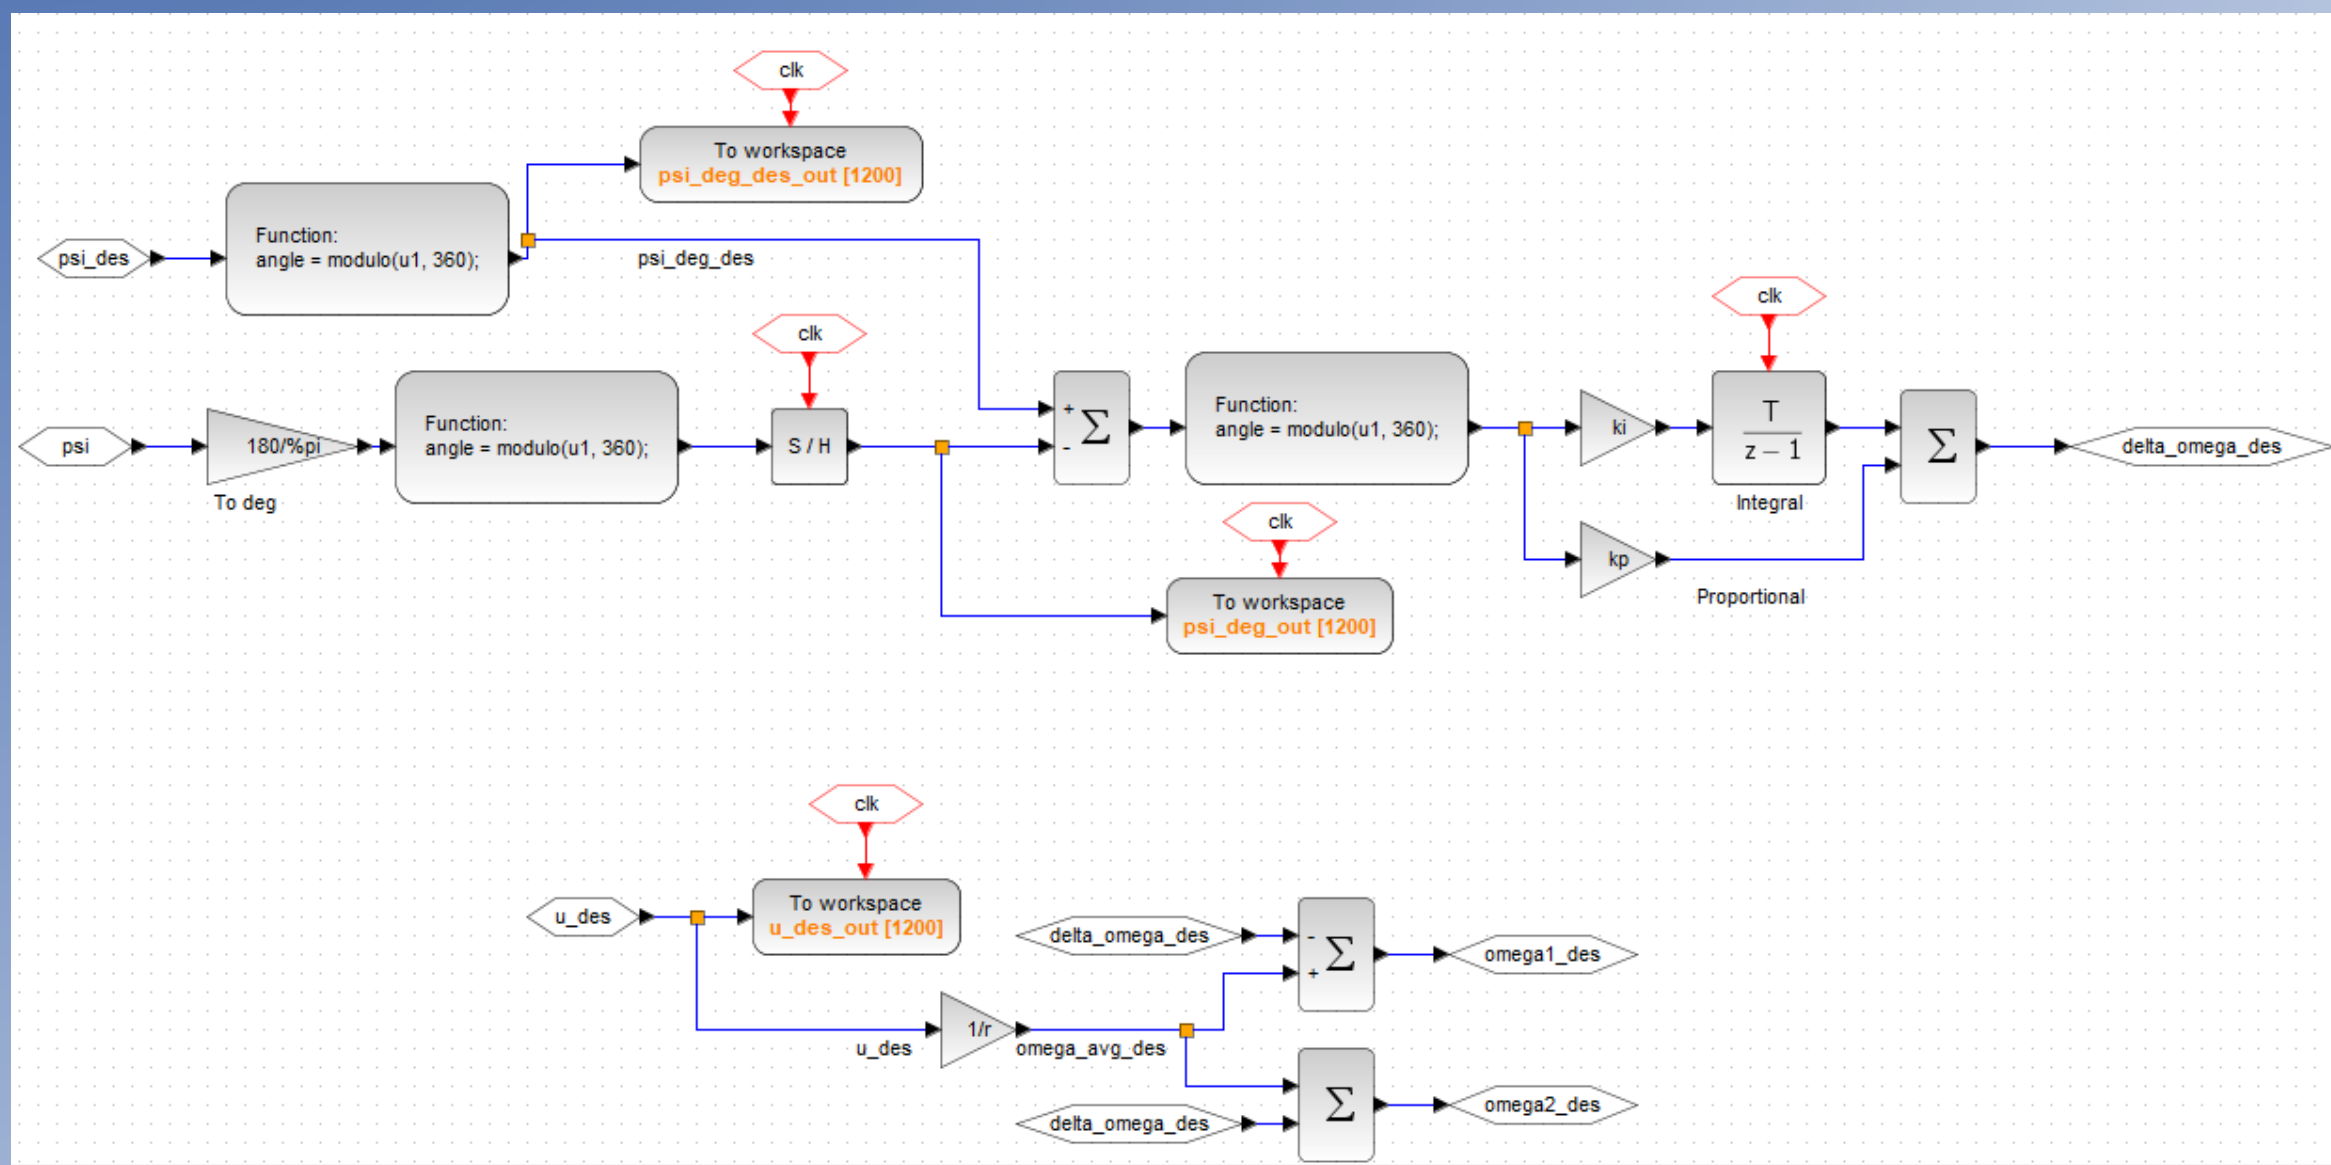 clk
To workspace
psi_deg_des_out [1200]
psi_des
Function:
angle = modulo(u1, 360);
psi_deg_des
clk
clk
psi
180/%pi
To deg
Function:
angle = modulo(u1, 360);
S / H
+
-
Σ
Function:
angle = modulo(u1, 360);
ki
T
z − 1
Integral
Σ
delta_omega_des
clk
kp
Proportional
To workspace
psi_deg_out [1200]
clk
u_des
To workspace
u_des_out [1200]
delta_omega_des
-
+
Σ
omega1_des
u_des
1/r
omega_avg_des
delta_omega_des
Σ
omega2_des